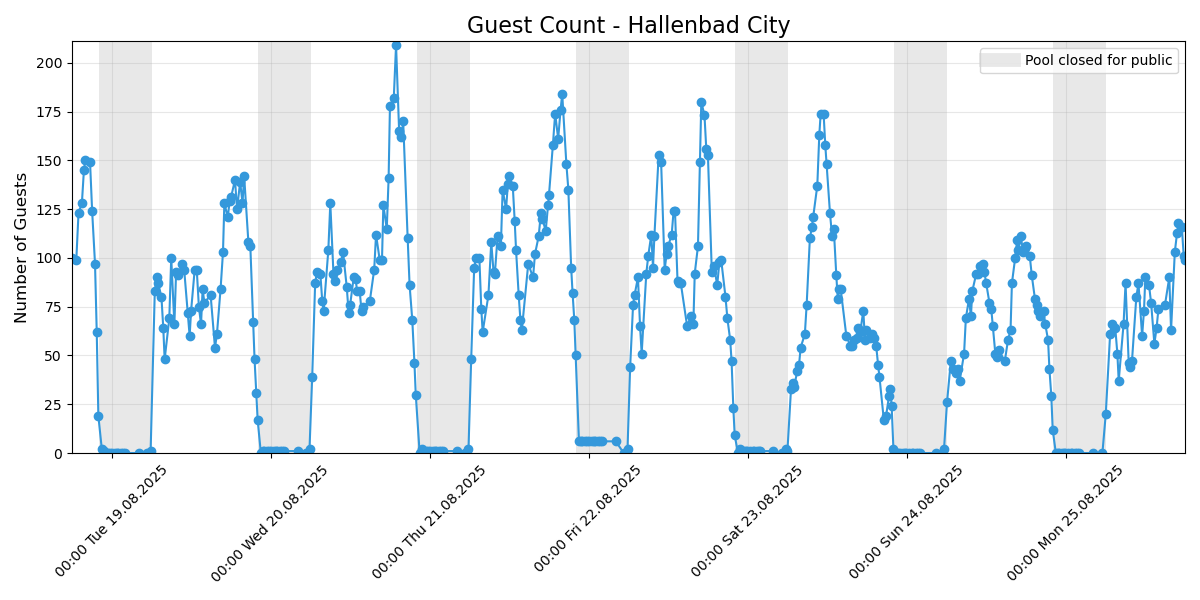 Guest Count - Hallenbad City
Pool closed for public
Number of Guests
200
175
150
125
100
75
50
25
0
00:00 Tue 19.08.2025
00:00 Wed 20.08.2025
00:00 Thu 21.08.2025
00:00 Fri 22.08.2025
00:00 Sat 23.08.2025
00:00 Sun 24.08.2025
00:00 Mon 25.08.2025